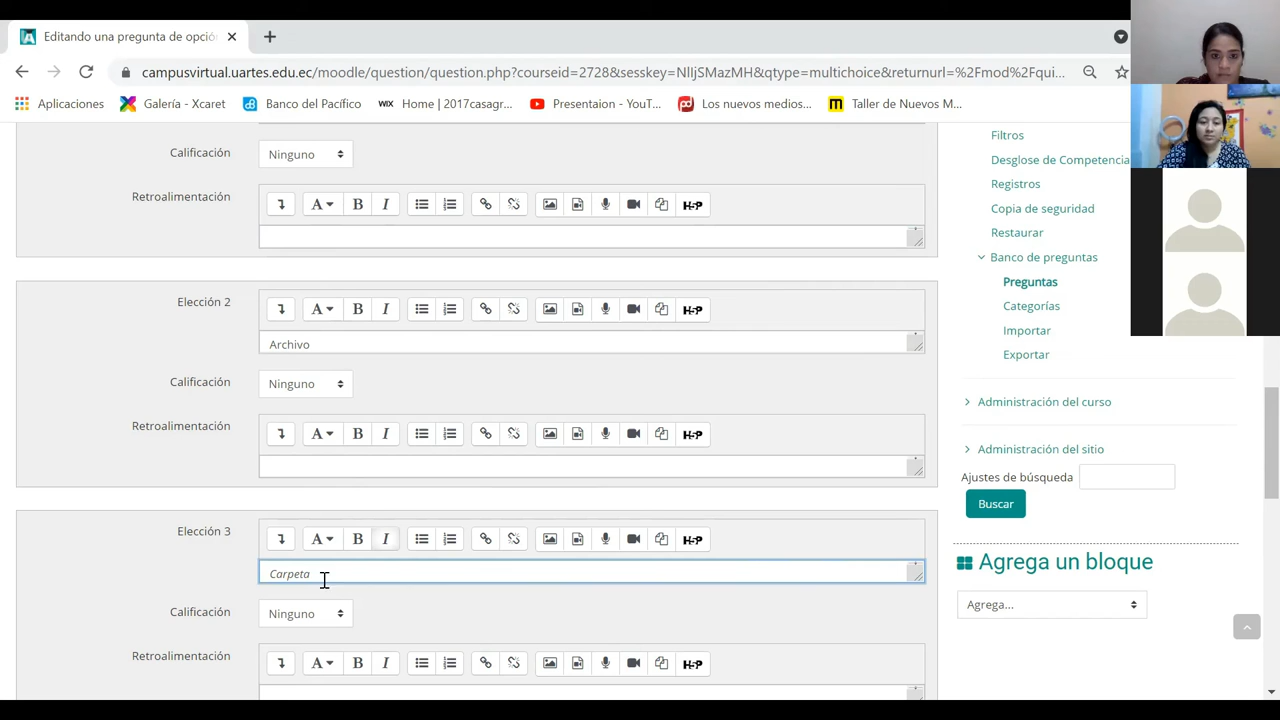 Editando una pregunta de opció
campusvirtual.uartes.edu.ec/moodle/question/question.php?courseid=2728&sesskey=NlIjSMazMH&qtype=multichoice&returnurl=%2Fmod%2Fqui...
Aplicaciones
Galería - Xcaret
Banco del Pacífico
WIX Home | 2017casagr...
Presentaion - YouT...
Los nuevos medios...
Taller de Nuevos M...
Calificación
Ninguno
Retroalimentación
A B I H-P
Elección 2
A B I H-P
Archivo
Calificación
Ninguno
Retroalimentación
A B I H-P
Elección 3
A B I H-P
Carpeta
Calificación
Ninguno
Retroalimentación
A B I H-P
Filtros
Desglose de Competencia
Registros
Copia de seguridad
Restaurar
Banco de preguntas
Preguntas
Categorías
Importar
Exportar
Administración del curso
Administración del sitio
Ajustes de búsqueda
Buscar
Agrega un bloque
Agrega...